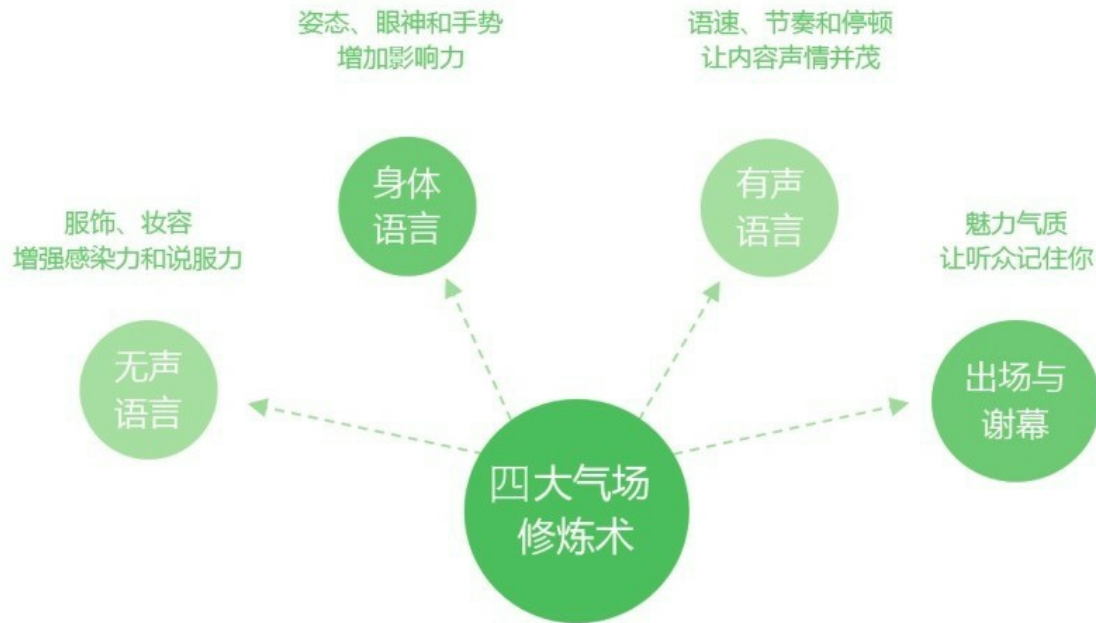 姿态、眼神和手势
增加影响力
语速、节奏和停顿
让内容声情并茂
身体
语言
有声
语言
服饰、妆容
增强感染力和说服力
魅力气质
让听众记住你
无声
语言
出场与
谢幕
四大气场
修炼术